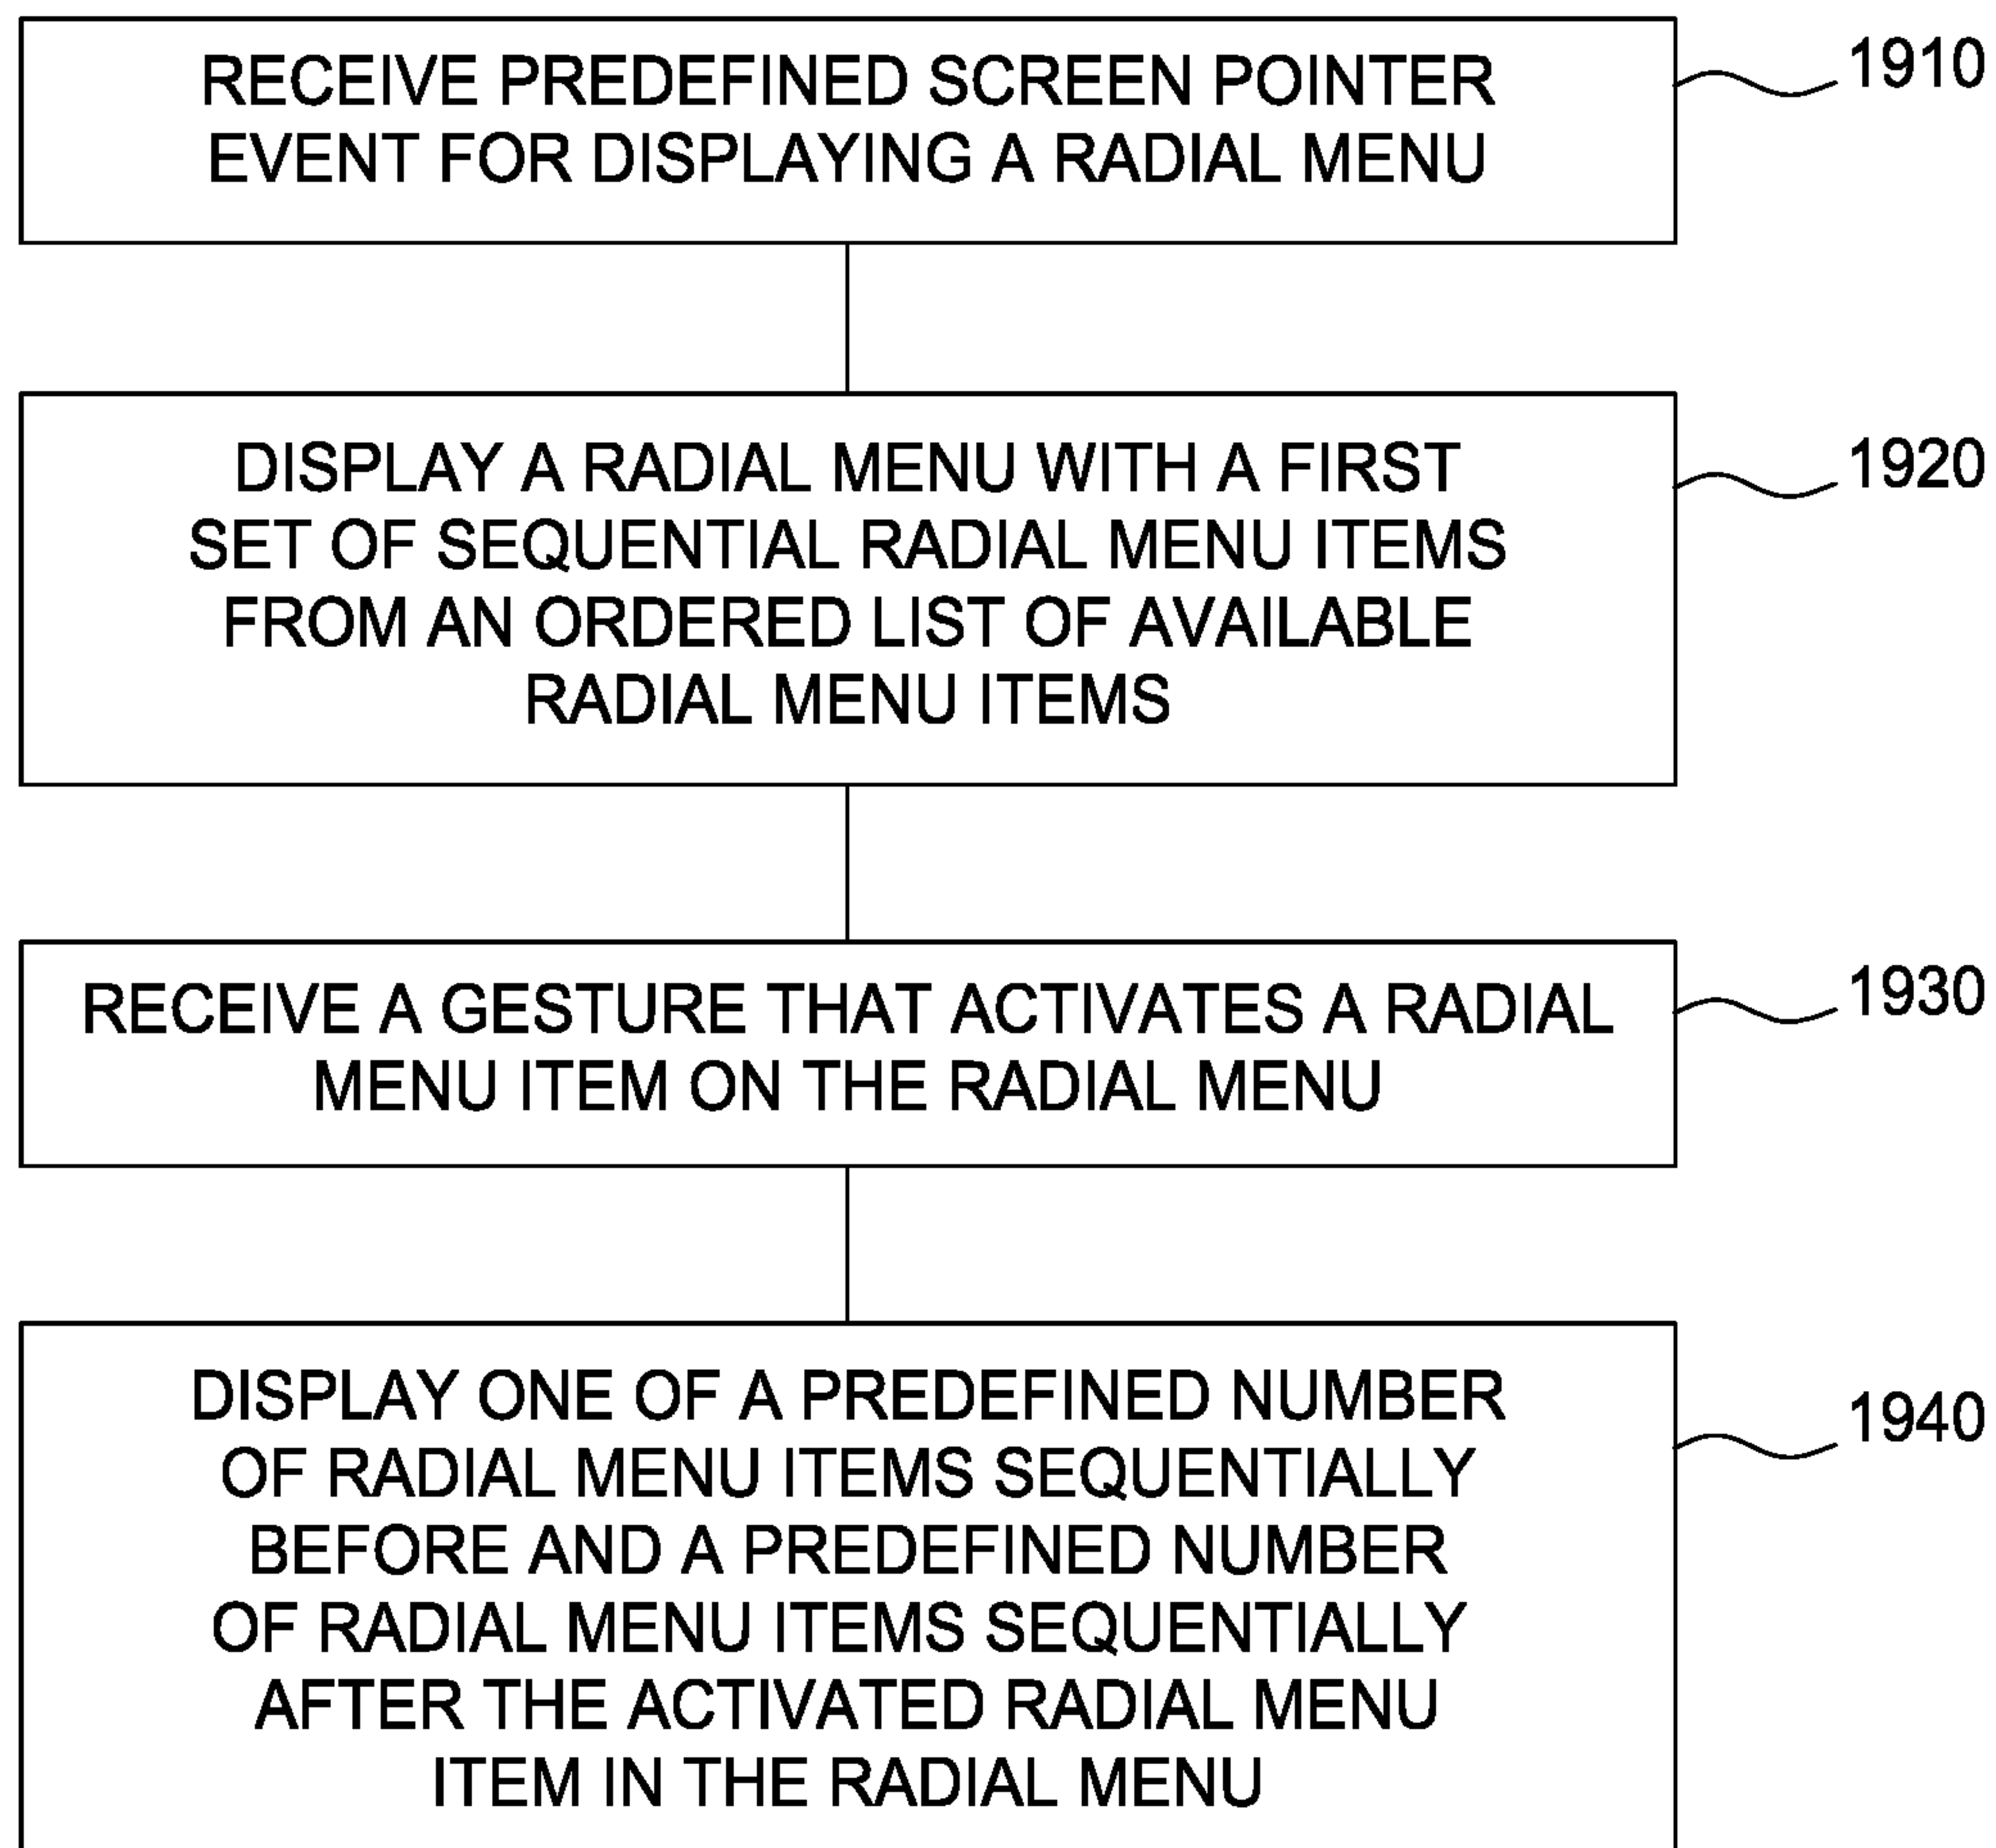 RECEIVE PREDEFINED SCREEN POINTER
EVENT FOR DISPLAYING A RADIAL MENU
1910
DISPLAY A RADIAL MENU WITH A FIRST
SET OF SEQUENTIAL RADIAL MENU ITEMS
FROM AN ORDERED LIST OF AVAILABLE
RADIAL MENU ITEMS
1920
RECEIVE A GESTURE THAT ACTIVATES A RADIAL
MENU ITEM ON THE RADIAL MENU
1930
DISPLAY ONE OF A PREDEFINED NUMBER
OF RADIAL MENU ITEMS SEQUENTIALLY
BEFORE AND A PREDEFINED NUMBER
OF RADIAL MENU ITEMS SEQUENTIALLY
AFTER THE ACTIVATED RADIAL MENU
ITEM IN THE RADIAL MENU
1940